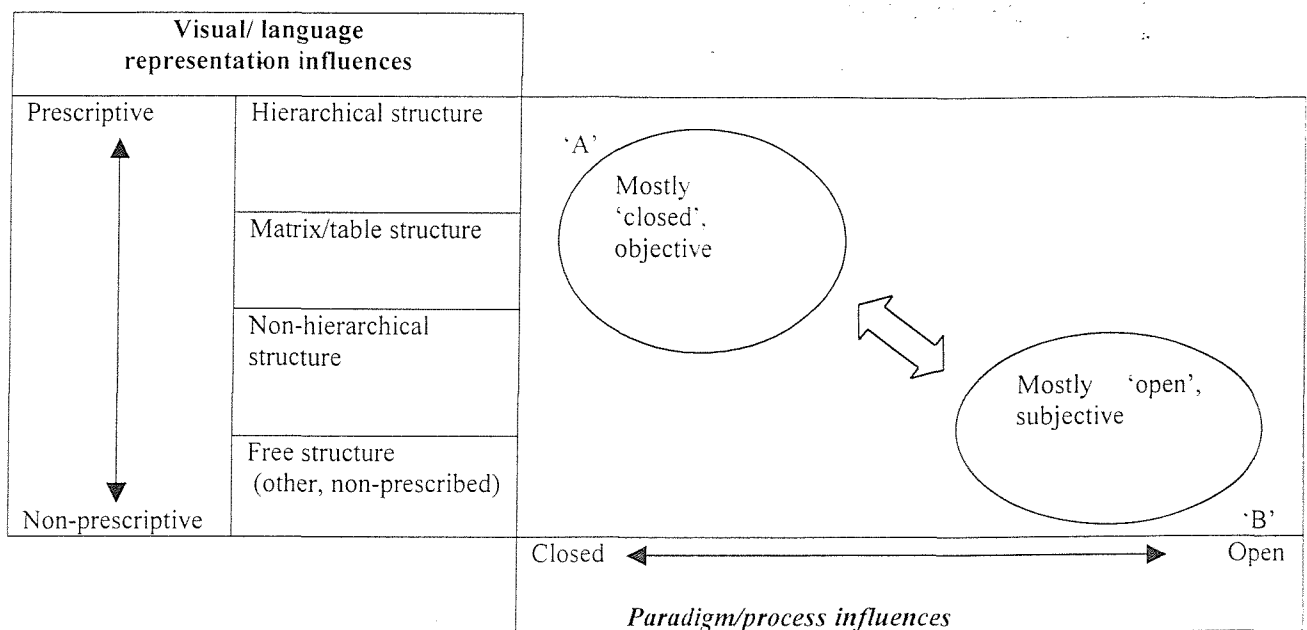 Visual/ language
representation influences
Prescriptive
Non-prescriptive
Hierarchical structure
Matrix/table structure
Non-hierarchical
structure
Free structure
(other, non-prescribed)
‘A’
Mostly
‘closed’,
objective
Mostly ‘open’,
subjective
‘B’
Closed
Open
Paradigm/process influences